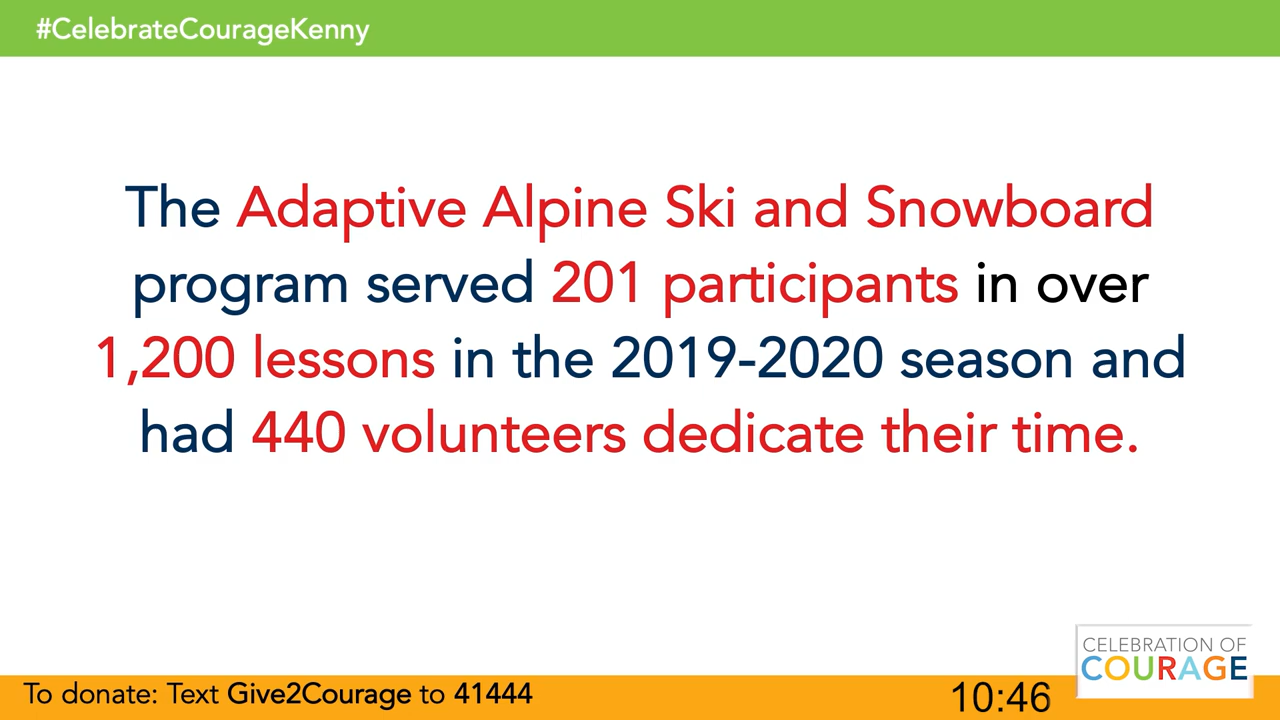 #CelebrateCourageKenny
The Adaptive Alpine Ski and Snowboard
program served 201 participants in over
1,200 lessons in the 2019-2020 season and
had 440 volunteers dedicate their time.
CELEBRATION OF
COURAGE
To donate: Text Give2Courage to 41444
10:46